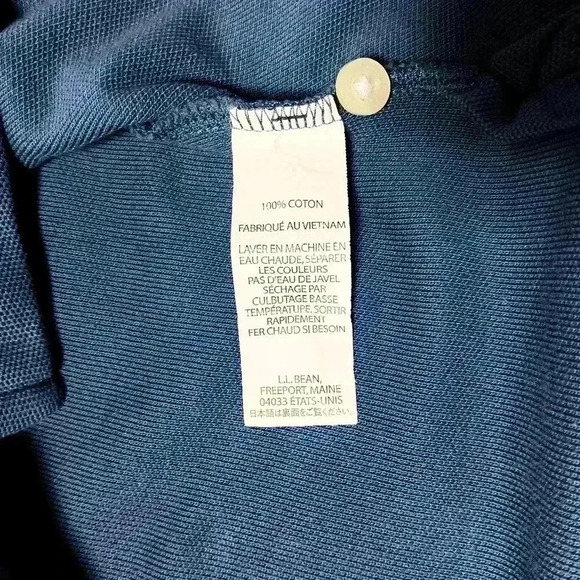 100% COTON
FABRIQUÉ AU VIETNAM
LAVER EN MACHINE EN
EAU CHAUDE, SÉPARER
LES COULEURS
PAS D'EAU DE JAVEL
SÉCHAGE PAR
CULBUTAGE BASSE
TEMPÉRATURE, SORTIR
RAPIDEMENT
FER CHAUD SI BESOIN
L.L.BEAN,
FREEPORT, MAINE
04033 ÉTATS-UNIS
日本語は裏面をご覧ください。